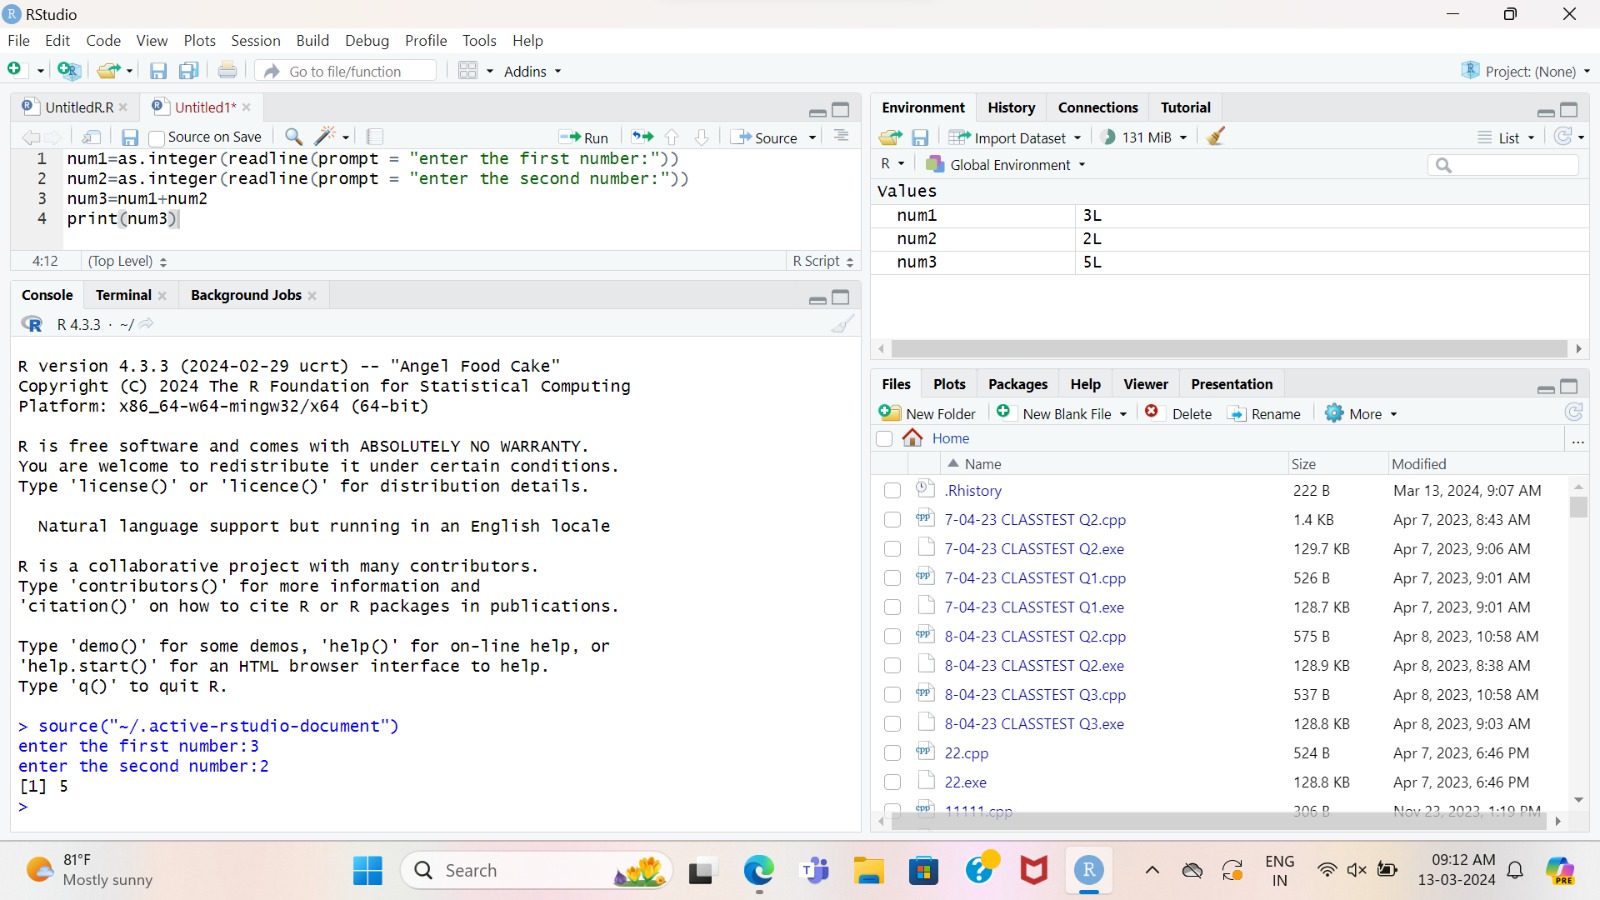 RStudio
File Edit Code View Plots Session Build Debug Profile Tools Help
Go to file/function Addins Project: (None)
UntitledR.R Untitled1*
Source on Save Run Source
1 num1=as.integer(readline(prompt = "enter the first number:"))
2 num2=as.integer(readline(prompt = "enter the second number:"))
3 num3=num1+num2
4 print(num3)
4:12 (Top Level) R Script
Console Terminal Background Jobs
R 4.3.3 · ~/
R version 4.3.3 (2024-02-29 ucrt) -- "Angel Food Cake"
Copyright (C) 2024 The R Foundation for Statistical Computing
Platform: x86_64-w64-mingw32/x64 (64-bit)
R is free software and comes with ABSOLUTELY NO WARRANTY.
You are welcome to redistribute it under certain conditions.
Type 'license()' or 'licence()' for distribution details.
Natural language support but running in an English locale
R is a collaborative project with many contributors.
Type 'contributors()' for more information and
'citation()' on how to cite R or R packages in publications.
Type 'demo()' for some demos, 'help()' for on-line help, or
'help.start()' for an HTML browser interface to help.
Type 'q()' to quit R.
> source("~/.active-rstudio-document")
enter the first number:3
enter the second number:2
[1] 5
>
Environment History Connections Tutorial
Import Dataset 131 MiB List
R Global Environment
Values
num1 3L
num2 2L
num3 5L
Files Plots Packages Help Viewer Presentation
New Folder New Blank File Delete Rename More
Home ...
Name Size Modified
.Rhistory 222 B Mar 13, 2024, 9:07 AM
7-04-23 CLASSTEST Q2.cpp 1.4 KB Apr 7, 2023, 8:43 AM
7-04-23 CLASSTEST Q2.exe 129.7 KB Apr 7, 2023, 9:06 AM
7-04-23 CLASSTEST Q1.cpp 526 B Apr 7, 2023, 9:01 AM
7-04-23 CLASSTEST Q1.exe 128.7 KB Apr 7, 2023, 9:01 AM
8-04-23 CLASSTEST Q2.cpp 575 B Apr 8, 2023, 10:58 AM
8-04-23 CLASSTEST Q2.exe 128.9 KB Apr 8, 2023, 8:38 AM
8-04-23 CLASSTEST Q3.cpp 537 B Apr 8, 2023, 10:58 AM
8-04-23 CLASSTEST Q3.exe 128.8 KB Apr 8, 2023, 9:03 AM
22.cpp 524 B Apr 7, 2023, 6:46 PM
22.exe 128.8 KB Apr 7, 2023, 6:46 PM
11111.cpp 306 B Nov 23, 2023, 1:19 PM
81°F
Mostly sunny
Search
ENG
IN
09:12 AM
13-03-2024
PRE